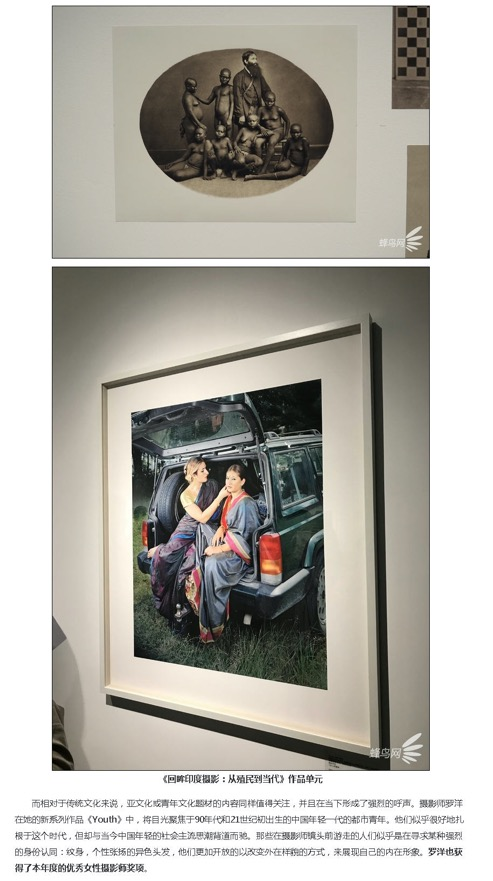 蜂鸟网
蜂鸟网
《回眸印度摄影：从殖民到当代》作品单元
而相对于传统文化来说，亚文化或青年文化题材的内容同样值得关注，并且在当下形成了强烈的呼声。摄影师罗洋
在她的新系列作品《Youth》中，将目光聚焦于90年代和21世纪初出生的中国年轻一代的都市青年。他们似乎很好地扎
根于这个时代，但却与当今中国年轻的社会主流思潮背道而驰。那些在摄影师镜头前游走的人们似乎是在寻求某种强烈
的身份认同：纹身，个性张扬的异色头发，他们更加开放的以改变外在样貌的方式，来展现自己的内在形象。罗洋也获
得了本年度的优秀女性摄影师奖项。